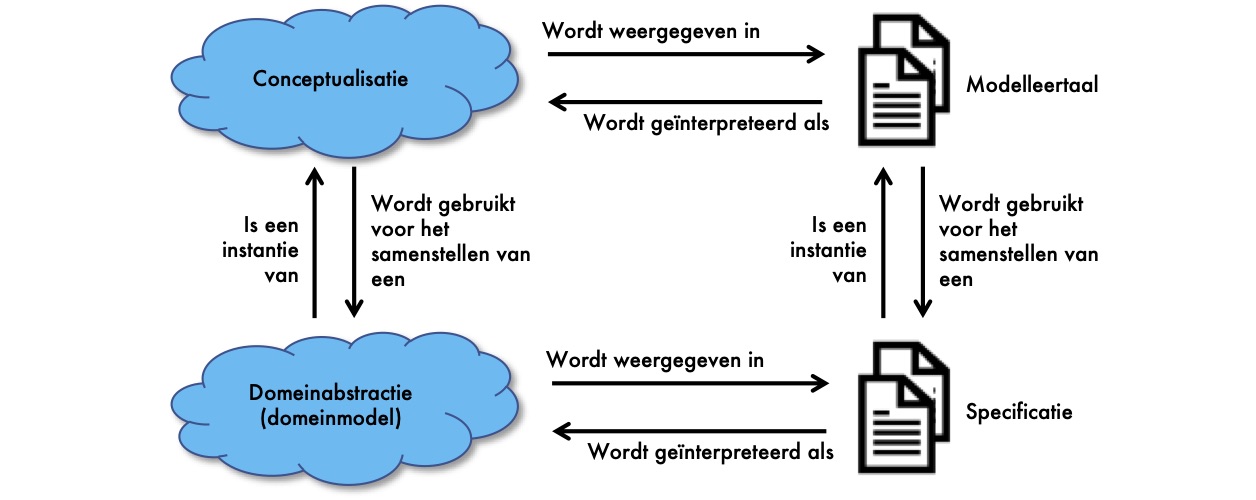 Wordt weergegeven in
Conceptualisatie
Modelleertaal
Wordt geïnterpreteerd als
Is een
instantie
van
Wordt gebruikt
voor het
samenstellen van
een
Is een
instantie
van
Wordt gebruikt
voor het
samenstellen van
een
Wordt weergegeven in
Domeinabstractie
(domeinmodel)
Specificatie
Wordt geïnterpreteerd als